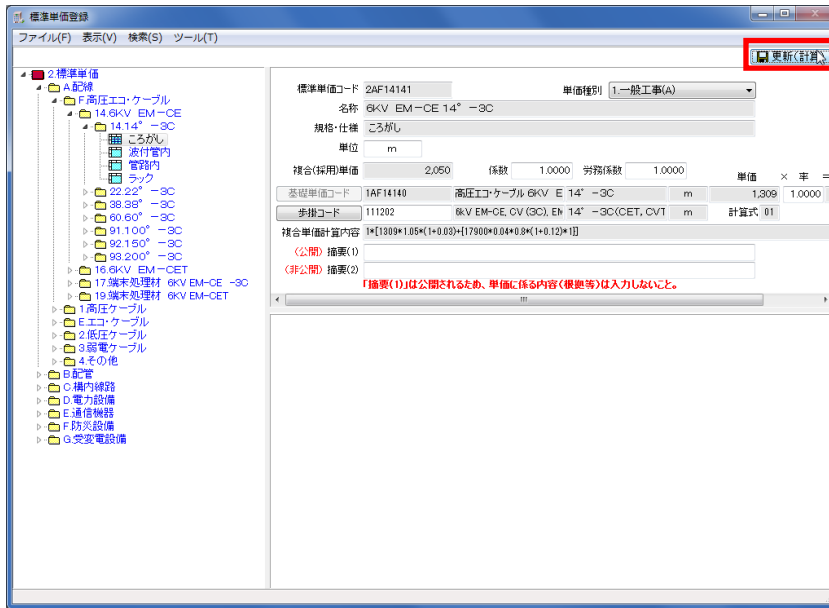 標準単価登録
ファイル(F) 表示(V) 検索(S) ツール(T)
更新(計算
2.標準単価
A.配線
F.高圧エコ・ケーブル
14.6KV EM－CE
14.14° －3C
ころがし
波付管内
管路内
ラック
22.22° －3C
38.38° －3C
60.60° －3C
91.100° －3C
92.150° －3C
93.200° －3C
16.6KV EM－CET
17.端末処理材 6KV EM-CE -3C
19.端末処理材 6KV EM-CET
1.高圧ケーブル
E.エコ・ケーブル
2.低圧ケーブル
3.弱電ケーブル
4.その他
B.配管
C.構内線路
D.電力設備
E.通信機器
F.防災設備
G.受変電設備
標準単価コード 2AF14141 単価種別 1.一般工事(A)
名称 6KV EM－CE 14° －3C
規格・仕様 ころがし
単位 m
複合(採用)単価 2,050 係数 1.0000 労務係数 1.0000 単価 × 率 =
基礎単価コード 1AF14140 高圧エコ・ケーブル 6KV E 14° －3C m 1,309 1.0000
歩掛コード 111202 6KV EM-CE, CV (3C), EN 14° －3C(CET, CVT m 計算式 01
複合単価計算内容 1*[1309*1.05*(1+0.03)+{17900*0.04*0.8*(1+0.12)*1}]
(公開) 摘要(1)
(非公開) 摘要(2)
「摘要(1)」は公開されるため、単価に係る内容(根拠等)は入力しないこと。